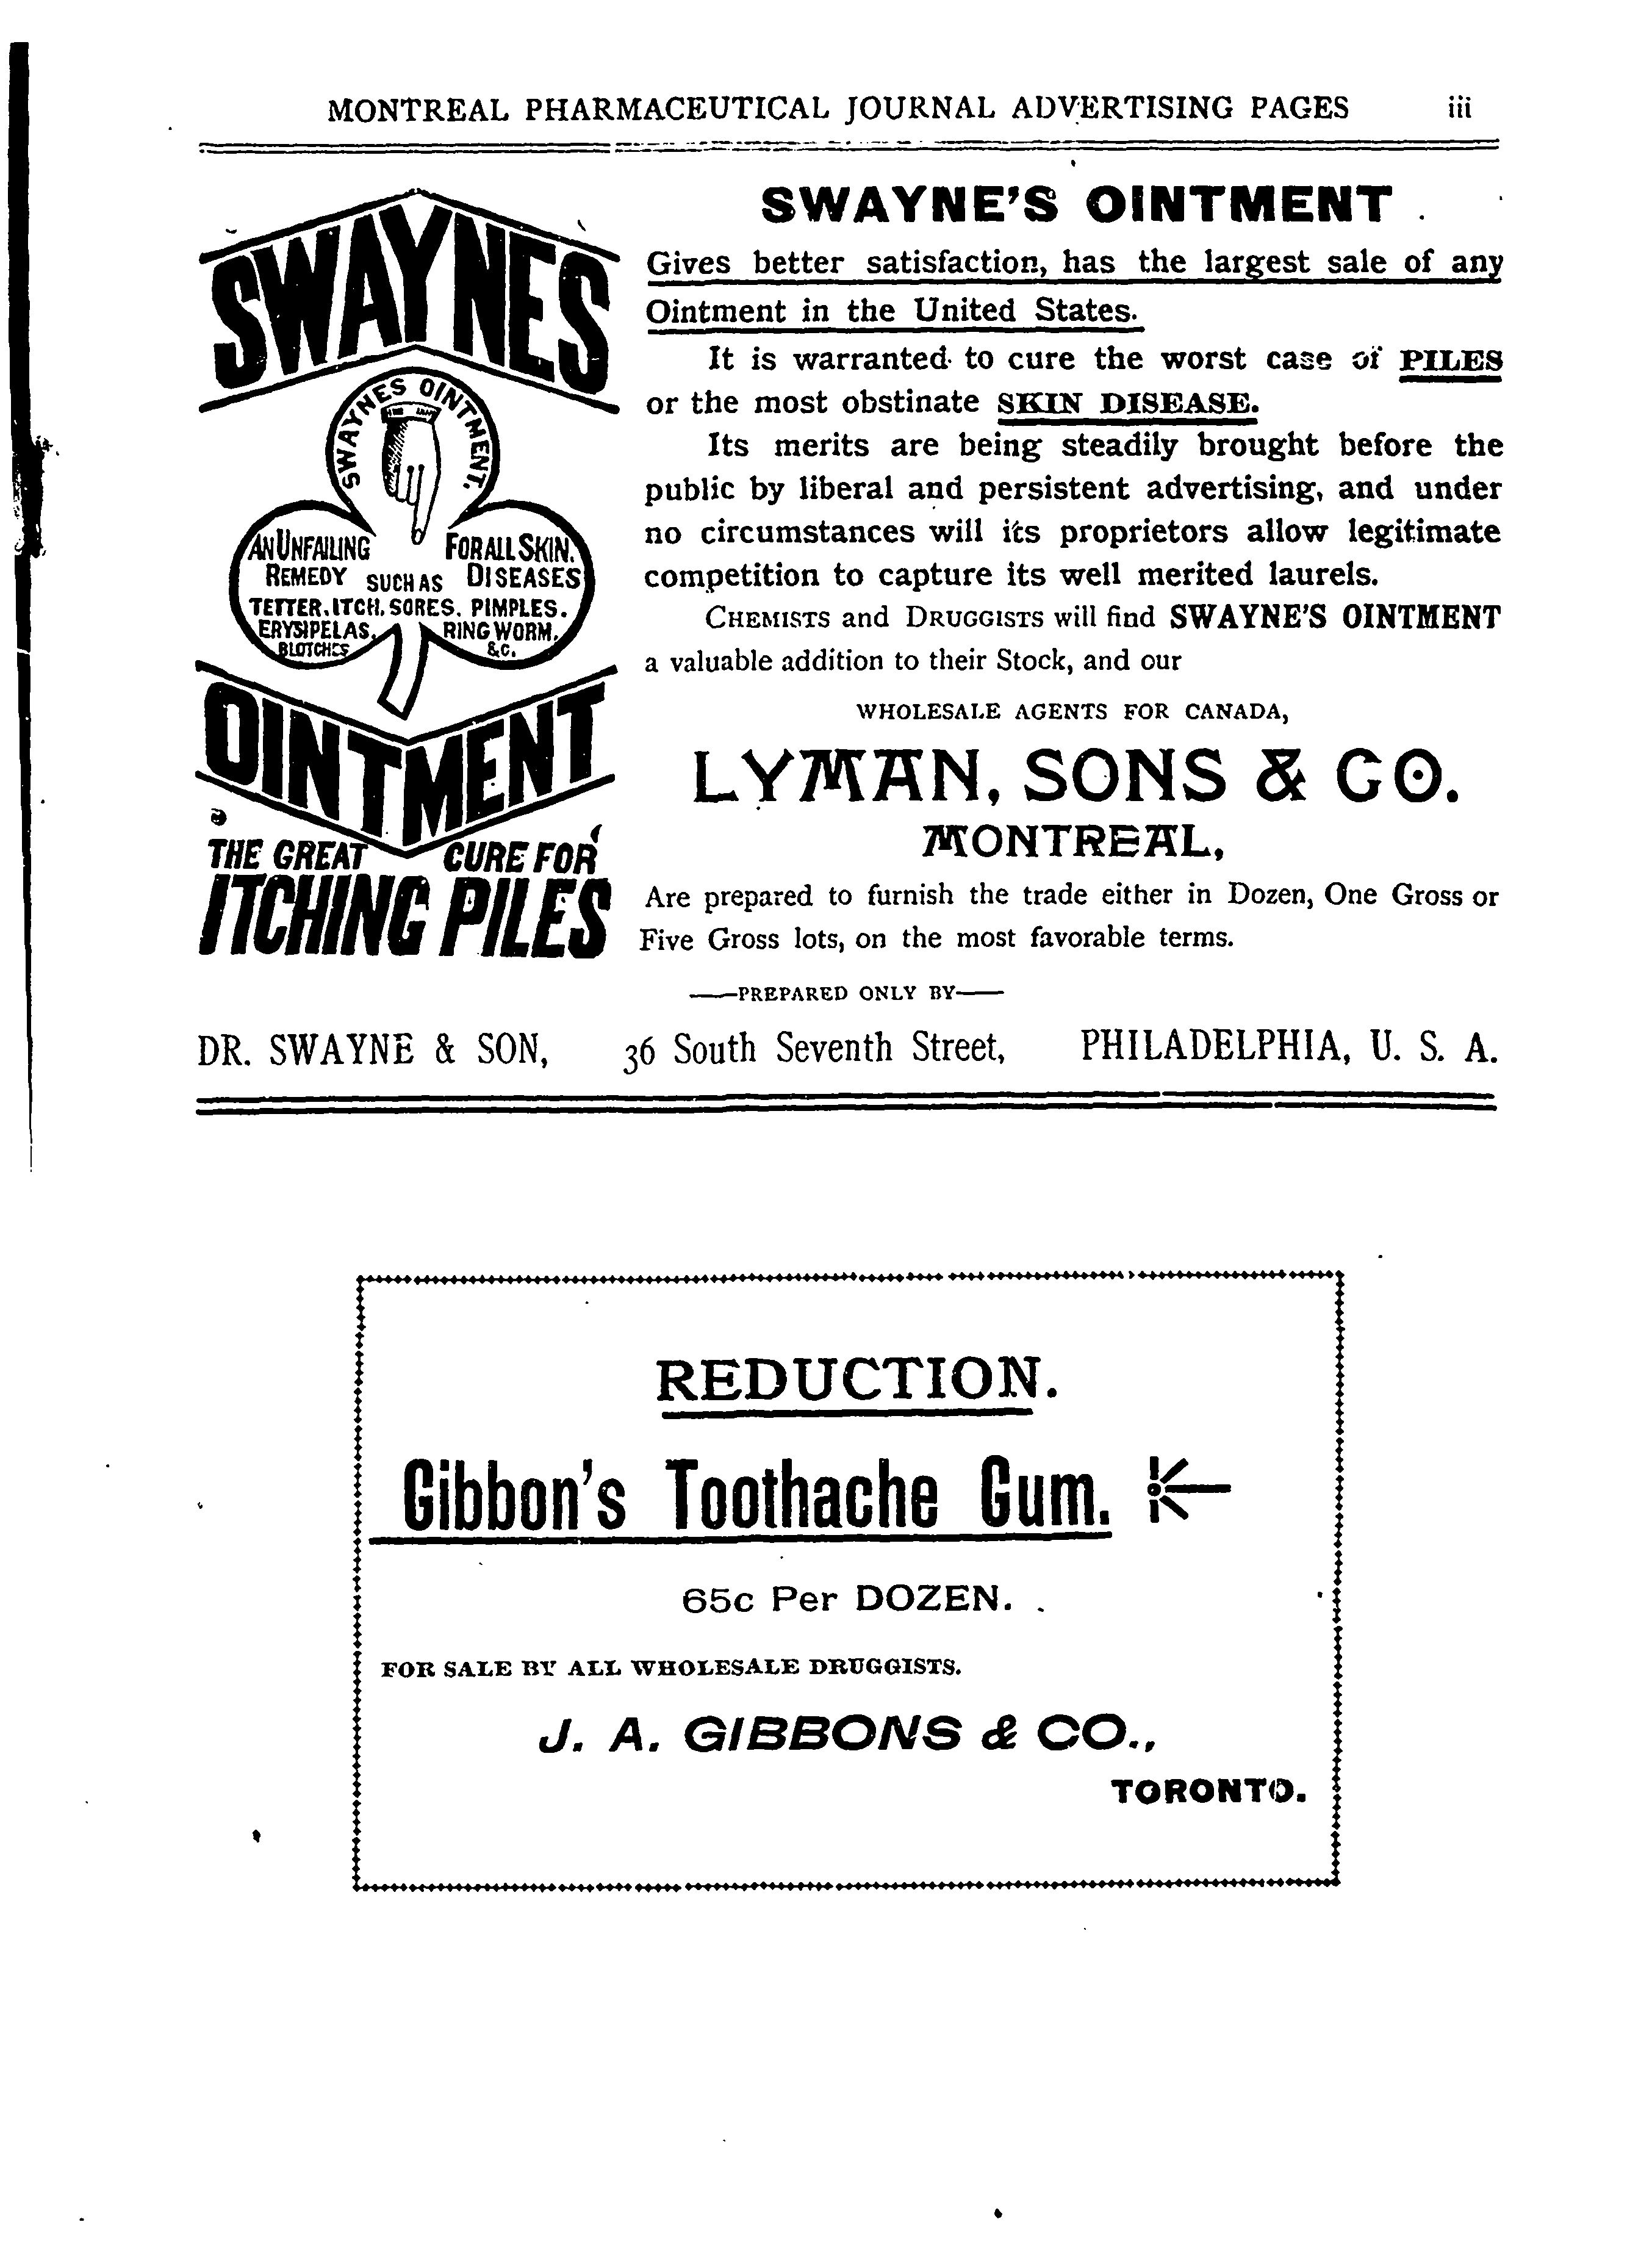 MONTREAL PHARMACEUTICAL JOURNAL ADVERTISING PAGES iii
SWAYNES
SWAYNES OINTMENT.
AN UNFAILING FOR ALL SKIN.
REMEDY SUCH AS DISEASES
TETTER. ITCH. SORES. PIMPLES.
ERYSIPELAS. RING WORM.
BLOTCHES &C.
OINTMENT
THE GREAT CURE FOR
ITCHING PILES
SWAYNE'S OINTMENT
Gives better satisfaction, has the largest sale of any
Ointment in the United States.
It is warranted to cure the worst case of PILES
or the most obstinate SKIN DISEASE.
Its merits are being steadily brought before the
public by liberal and persistent advertising, and under
no circumstances will its proprietors allow legitimate
competition to capture its well merited laurels.
CHEMISTS and DRUGGISTS will find SWAYNE'S OINTMENT
a valuable addition to their Stock, and our
WHOLESALE AGENTS FOR CANADA,
LYMAN, SONS & CO.
MONTREAL,
Are prepared to furnish the trade either in Dozen, One Gross or
Five Gross lots, on the most favorable terms.
——PREPARED ONLY BY——
DR. SWAYNE & SON, 36 South Seventh Street, PHILADELPHIA, U. S. A.
REDUCTION.
Gibbon's Toothache Gum.
65c Per DOZEN.
FOR SALE BY ALL WHOLESALE DRUGGISTS.
J. A. GIBBONS & CO.,
TORONTO.